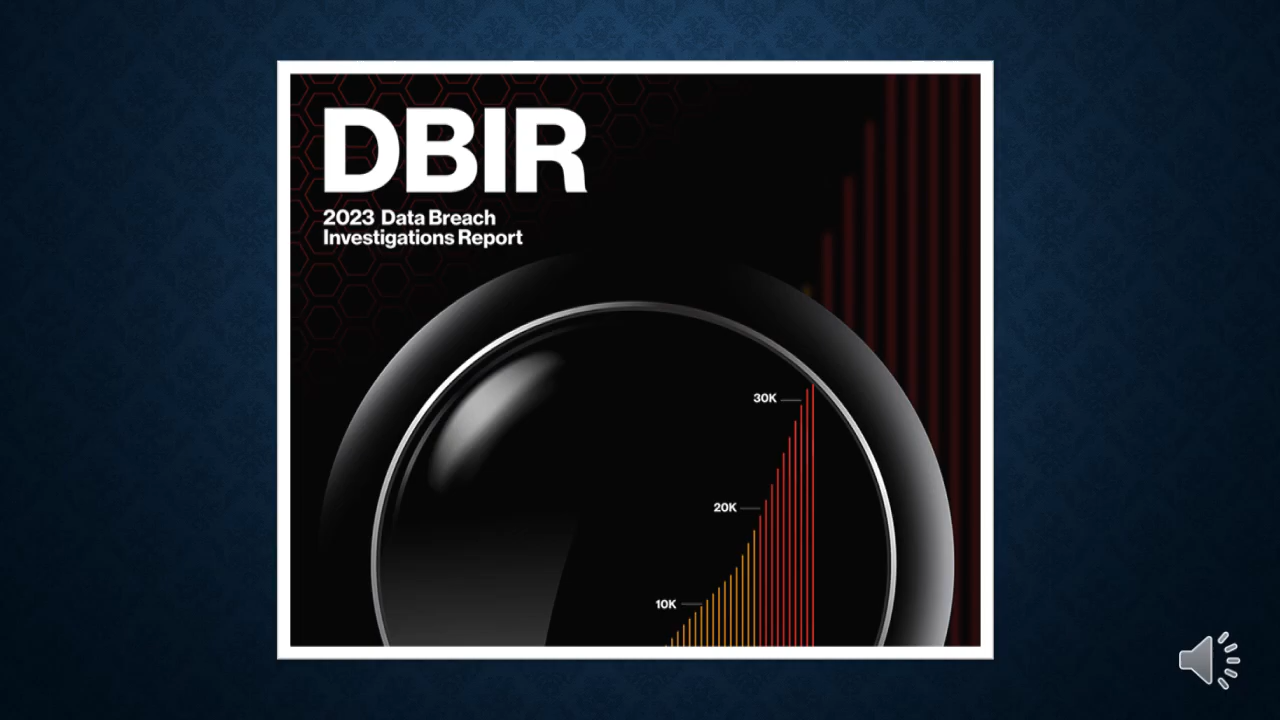 DBIR
2023 Data Breach
Investigations Report
30K
20K
10K